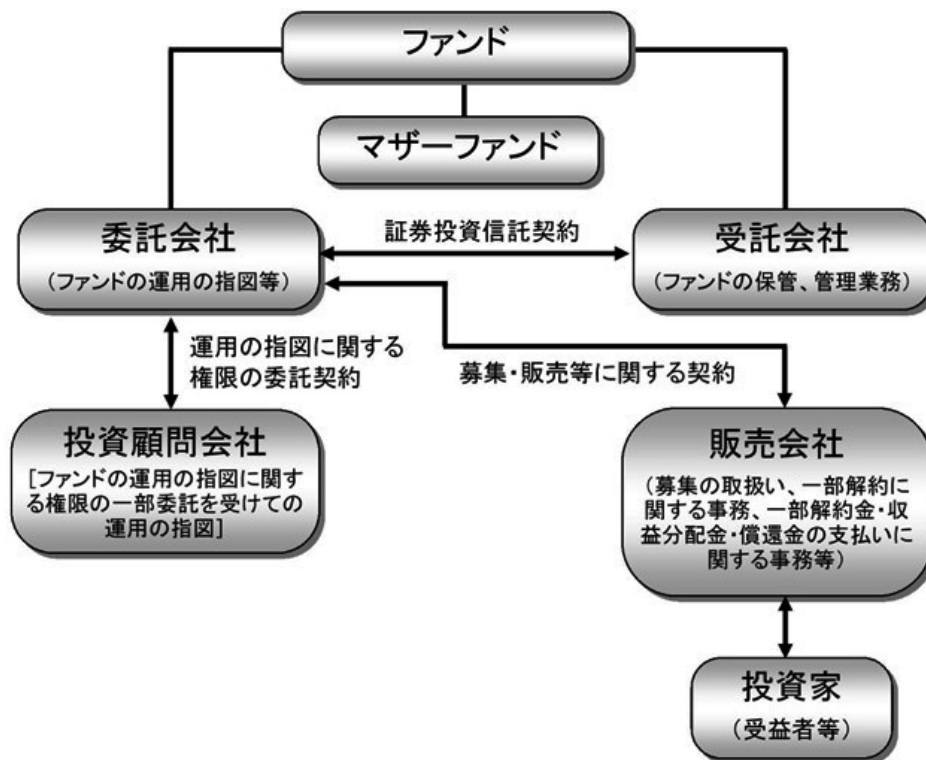 ファンド
マザーファンド
委託会社
(ファンドの運用の指図等)
証券投資信託契約
受託会社
(ファンドの保管、管理業務)
運用の指図に関する
権限の委託契約
募集・販売等に関する契約
投資顧問会社
[ファンドの運用の指図に関す
る権限の一部委託を受けての
運用の指図]
販売会社
(募集の取扱い、一部解約に
関する事務、一部解約金・収
益分配金・償還金の支払いに
関する事務等)
投資家
(受益者等)